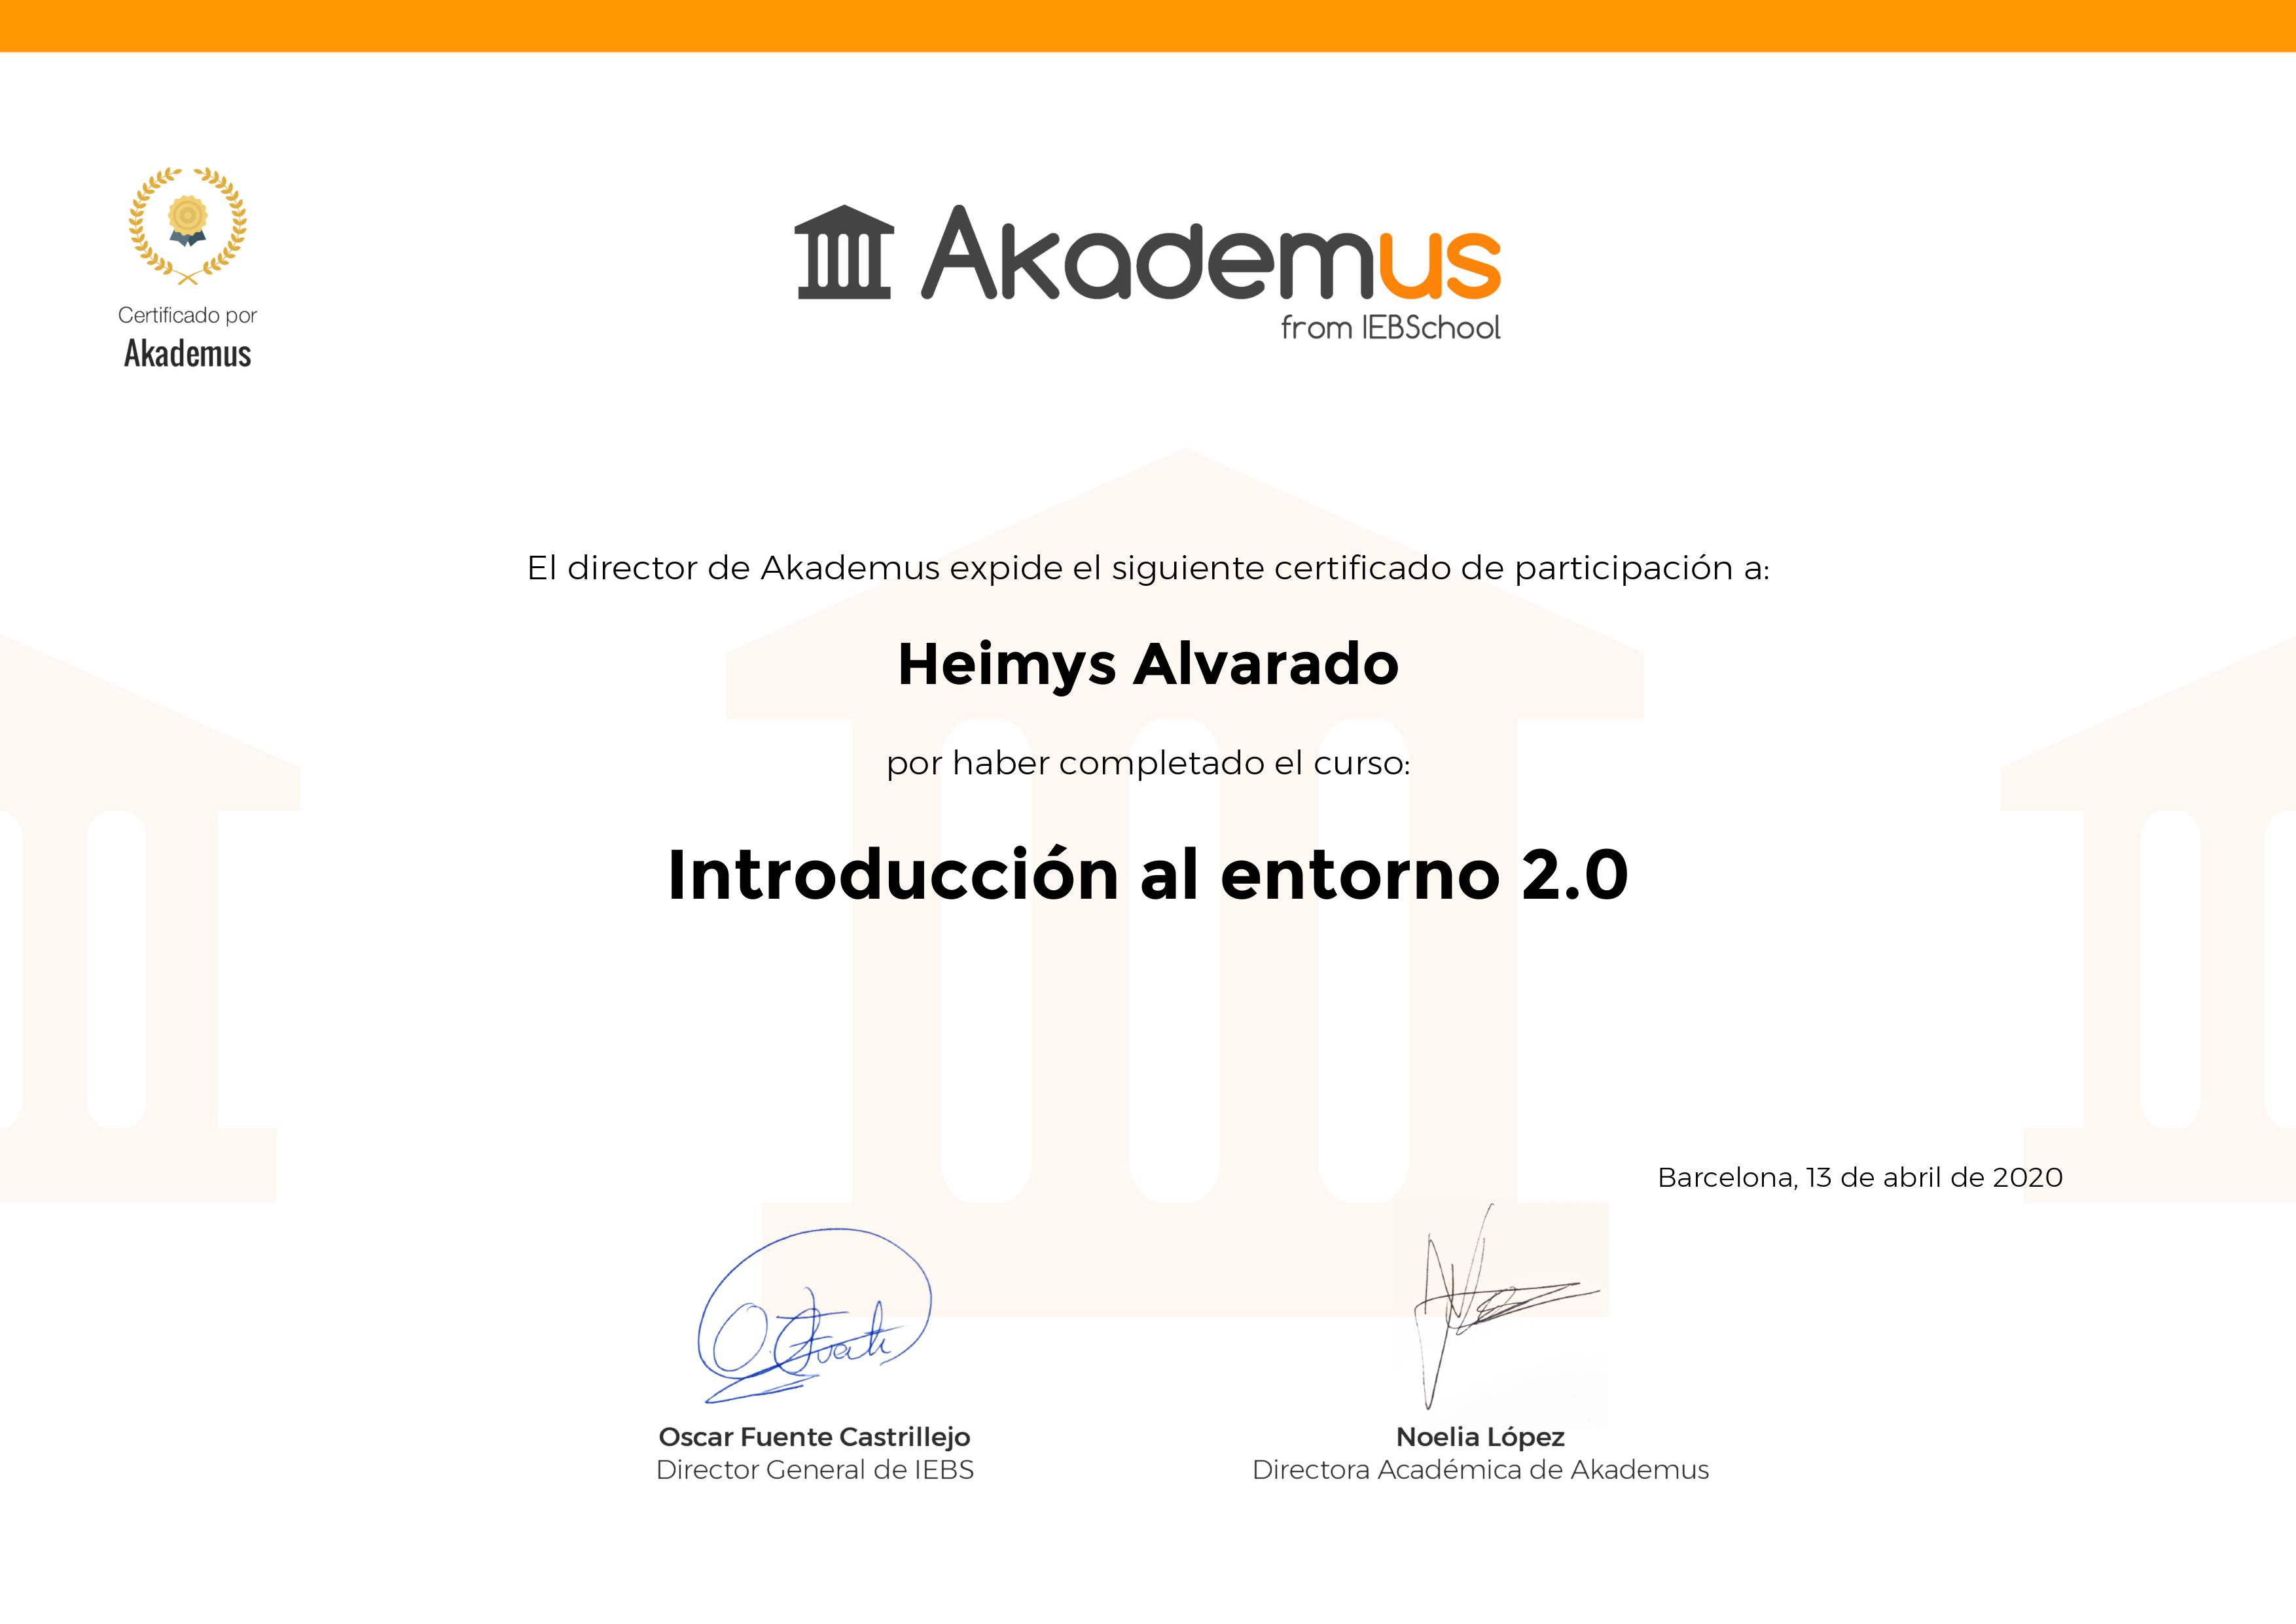 Certificado por
Akademus
Akademus
from IEBSchool
El director de Akademus expide el siguiente certificado de participación a:
Heimys Alvarado
por haber completado el curso:
Introducción al entorno 2.0
Barcelona, 13 de abril de 2020
O. Fuente
Oscar Fuente Castrillejo
Director General de IEBS
Noelia López
Directora Académica de Akademus